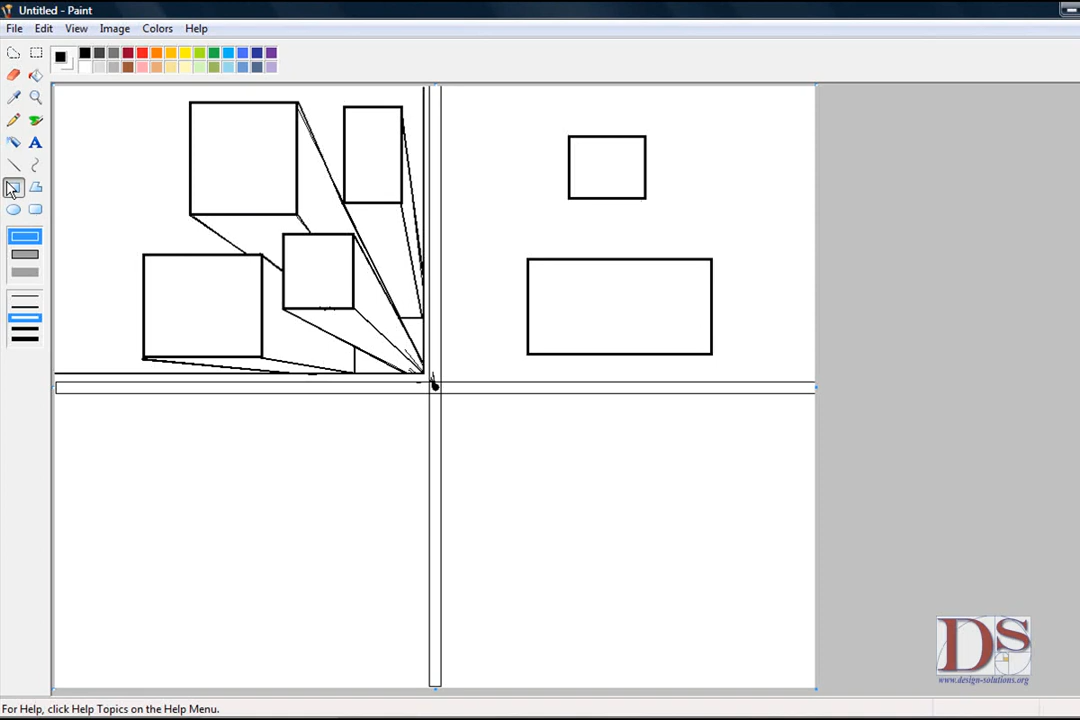 Untitled - Paint
File Edit View Image Colors Help
A
DS
www.design-solutions.org
For Help, click Help Topics on the Help Menu.